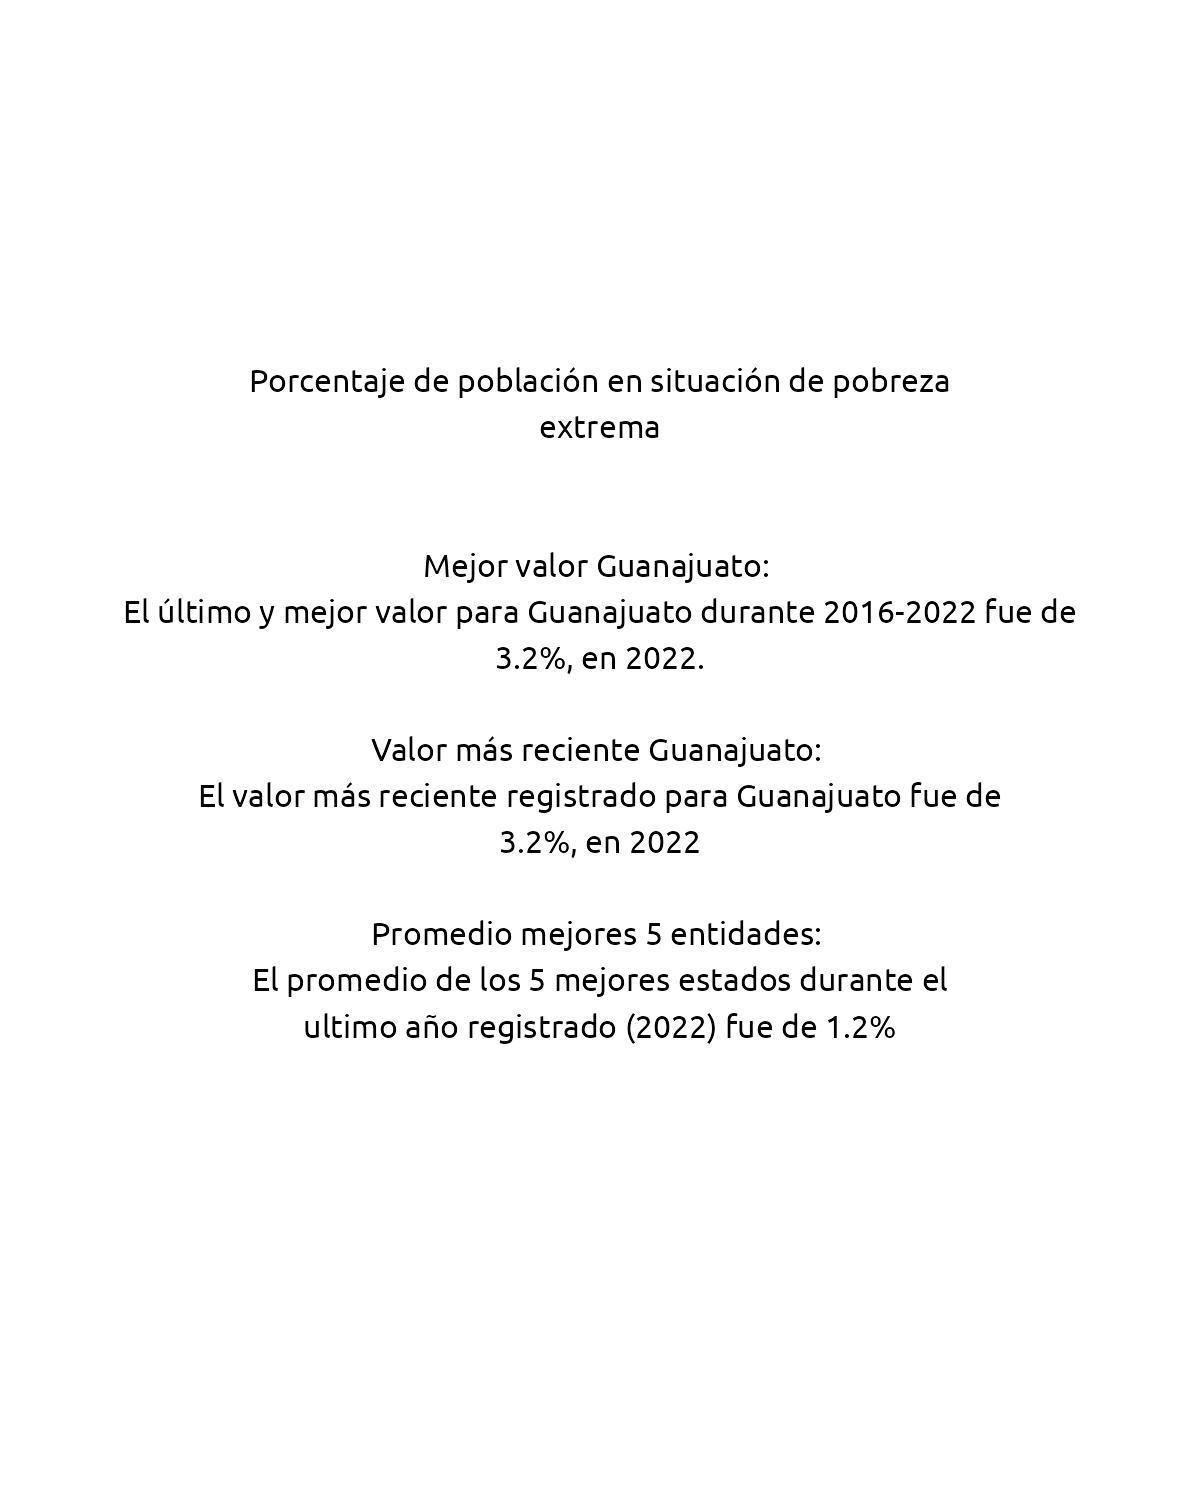 Porcentaje de población en situación de pobreza
extrema
Mejor valor Guanajuato:
El último y mejor valor para Guanajuato durante 2016-2022 fue de
3.2%, en 2022.
Valor más reciente Guanajuato:
El valor más reciente registrado para Guanajuato fue de
3.2%, en 2022
Promedio mejores 5 entidades:
El promedio de los 5 mejores estados durante el
ultimo año registrado (2022) fue de 1.2%